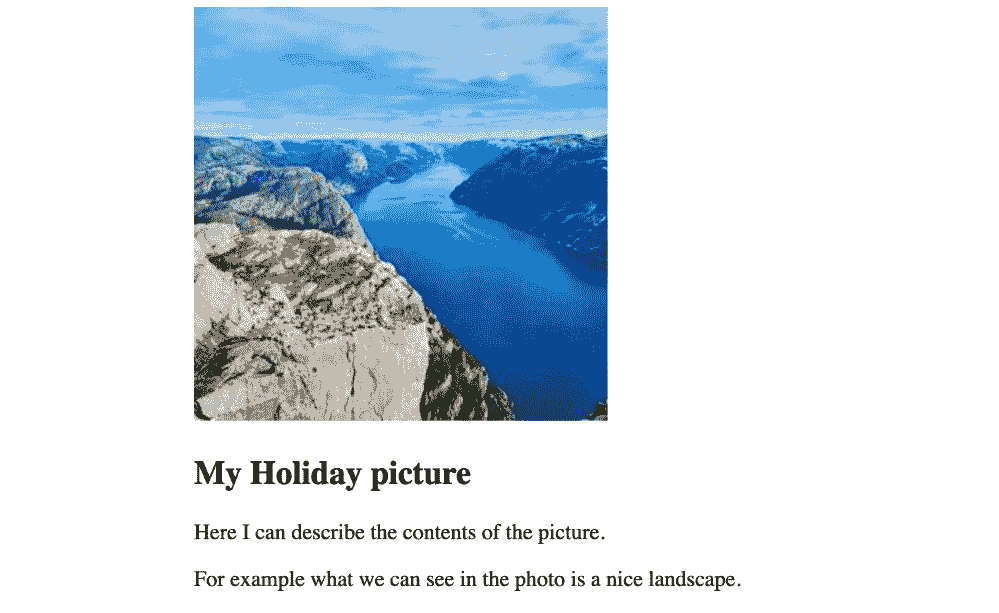 My Holiday picture
Here I can describe the contents of the picture.
For example what we can see in the photo is a nice landscape.